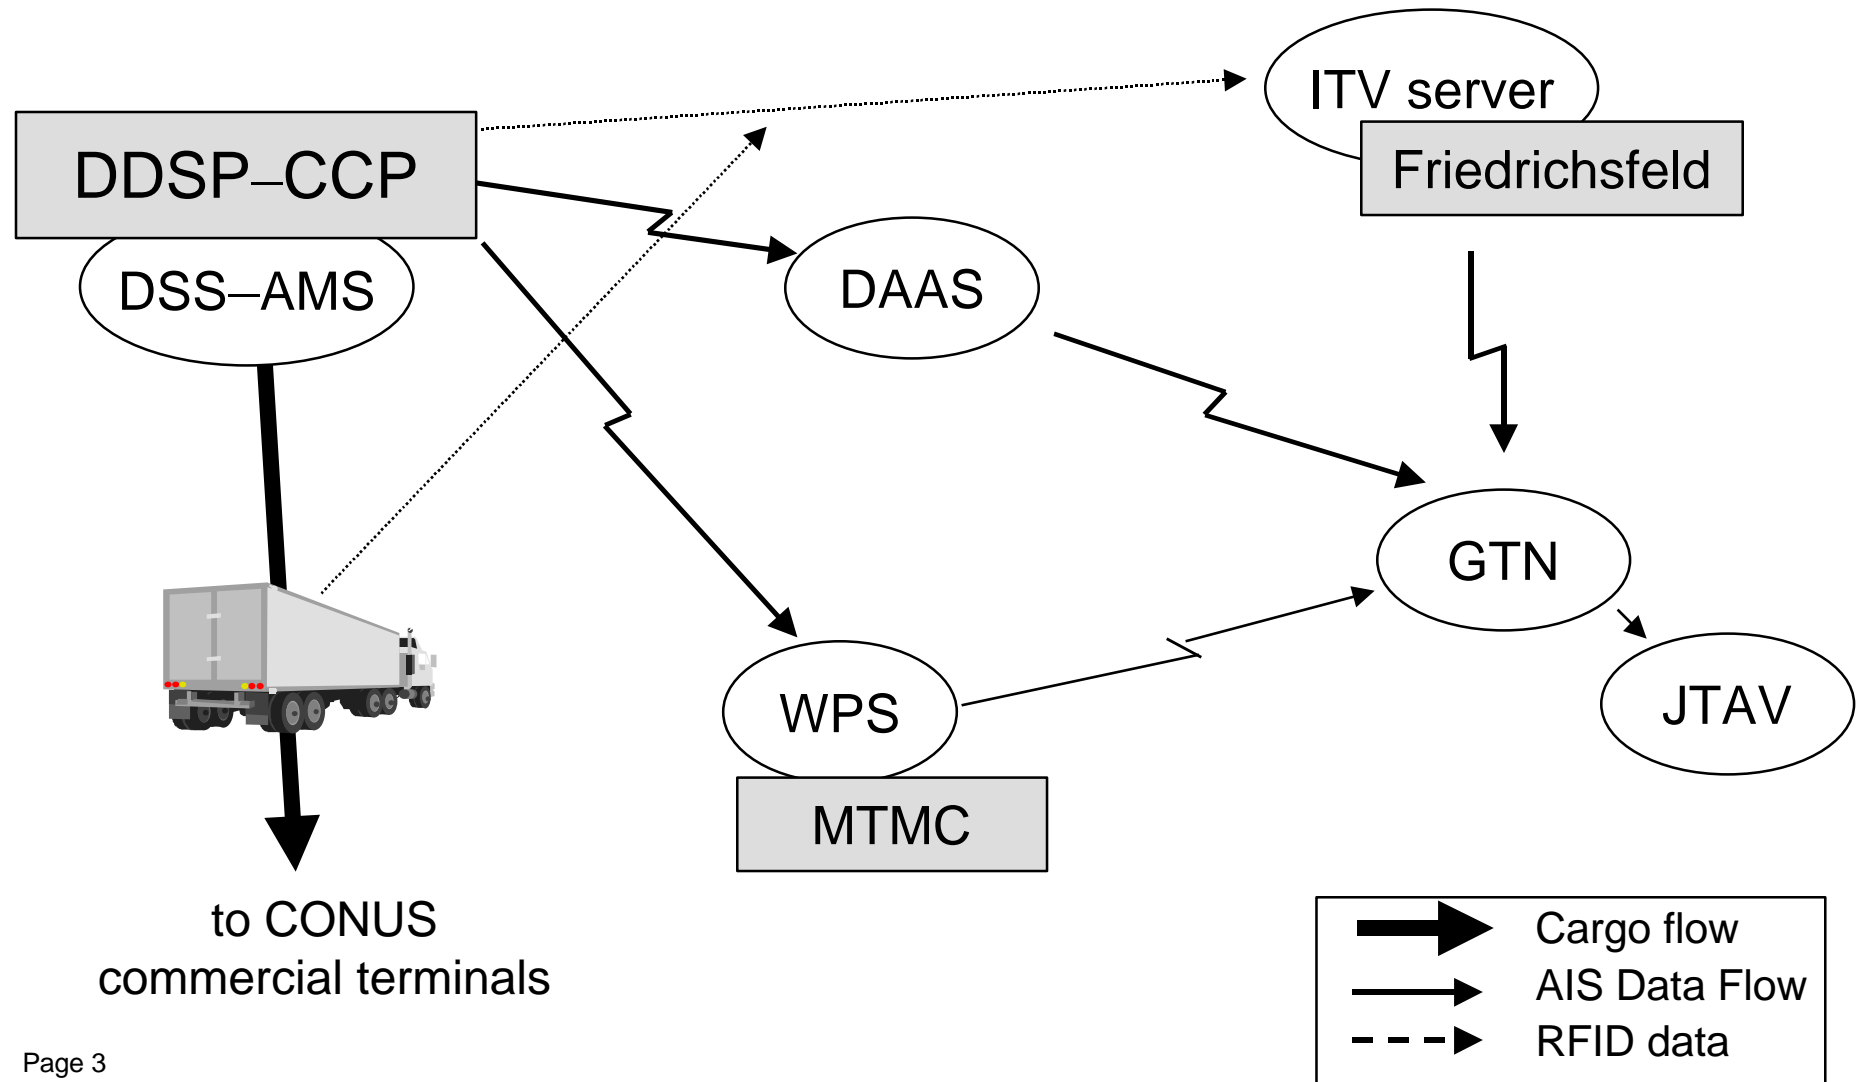 ITV server
Friedrichsfeld
DDSP–CCP
DSS–AMS
DAAS
GTN
JTAV
WPS
MTMC
to CONUS
commercial terminals
Cargo flow
AIS Data Flow
RFID data
Page 3